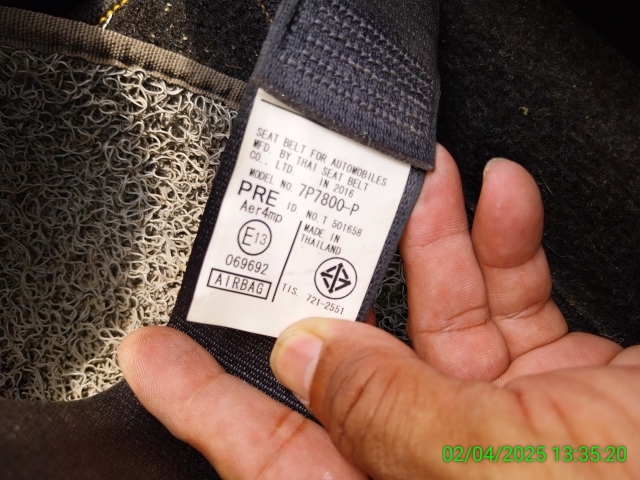 SEAT BELT FOR AUTOMOBILES
MFD. BY THAI SEAT BELT
CO., LTD. IN 2016
MODEL NO. 7P7800-P
PRE ID. NO. T 501658
Aer4mp
MADE IN
THAILAND
E13
069692
AIRBAG
TIS. 721-2551
02/04/2025 13:35:20